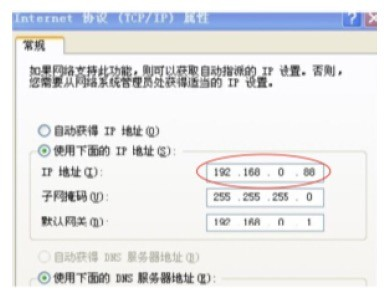 Internet 协议 (TCP/IP) 属性
常规
如果网络支持此功能，则可以获取自动指派的 IP 设置。否则，
您需要从网络系统管理员处获得适当的 IP 设置。
自动获得 IP 地址(O)
使用下面的 IP 地址(S):
IP 地址(I): 192 .168 . 0 . 88
子网掩码(U): 255 .255 .255 . 0
默认网关(D): 192 168 . 0 . 1
自动获得 DNS 服务器地址(B)
使用下面的 DNS 服务器地址(E):